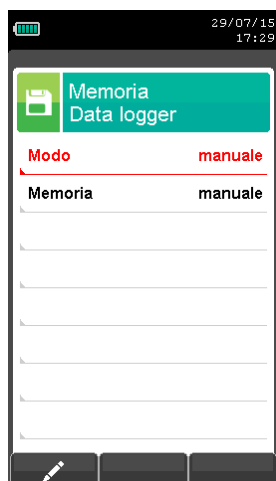 29/07/15
17:29
Memoria
Data logger
Modo manuale
Memoria manuale